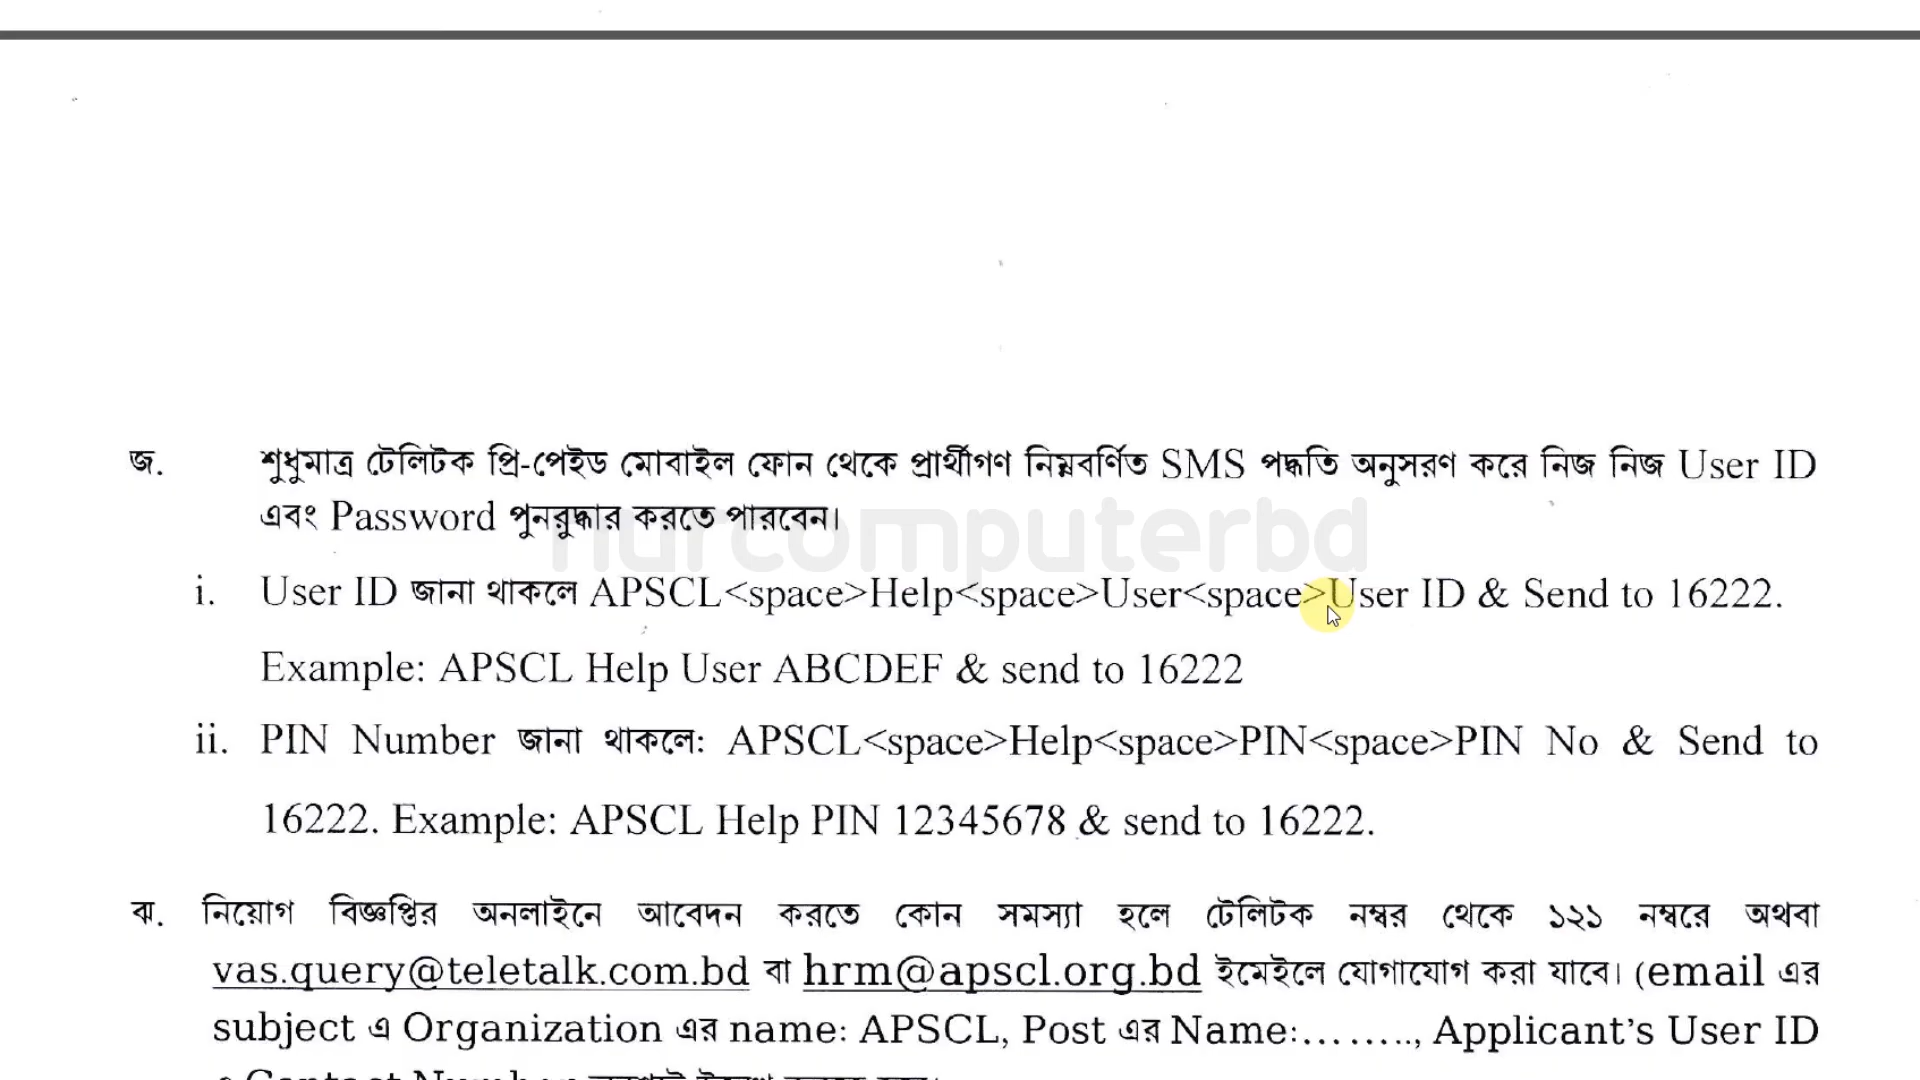 জ. শুধুমাত্র টেলিটক প্রি-পেইড মোবাইল ফোন থেকে প্রার্থীগণ নিম্নবর্ণিত SMS পদ্ধতি অনুসরণ করে নিজ নিজ User ID
এবং Password পুনরুদ্ধার করতে পারবেন।
nurcomputerbd
i. User ID জানা থাকলে APSCL<space>Help<space>User<space>User ID & Send to 16222.
Example: APSCL Help User ABCDEF & send to 16222
ii. PIN Number জানা থাকলে: APSCL<space>Help<space>PIN<space>PIN No & Send to
16222. Example: APSCL Help PIN 12345678 & send to 16222.
ঝ. নিয়োগ বিজ্ঞপ্তির অনলাইনে আবেদন করতে কোন সমস্যা হলে টেলিটক নম্বর থেকে ১২১ নম্বরে অথবা
vas.query@teletalk.com.bd বা hrm@apscl.org.bd ইমেইলে যোগাযোগ করা যাবে। (email এর
subject এ Organization এর name: APSCL, Post এর Name:........, Applicant's User ID
Contact Number